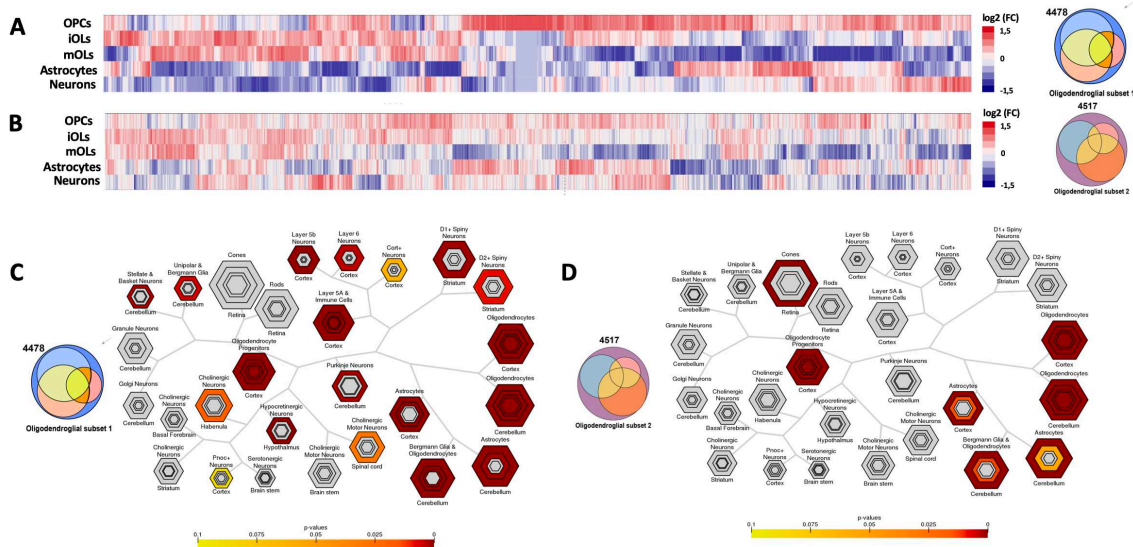 A
OPCs
iOLs
mOLs
Astrocytes
Neurons
log2 (FC)
1,5
0
-1,5
4478
Oligodendroglial subset 1
B
OPCs
iOLs
mOLs
Astrocytes
Neurons
log2 (FC)
1,5
0
-1,5
4517
Oligodendroglial subset 2
C
4478
Oligodendroglial subset 1
Stellate &
Basket Neurons
Cerebellum
Unipolar &
Bergmann Glia
Cerebellum
Cones
Retina
Rods
Retina
Layer 5b
Neurons
Cortex
Layer 6
Neurons
Cortex
Cort+
Neurons
Cortex
D1+ Spiny
Neurons
Striatum
D2+ Spiny
Neurons
Striatum
Layer 5A &
Immune Cells
Cortex
Granule Neurons
Cerebellum
Oligodendrocyte
Progenitors
Cortex
Oligodendrocytes
Cortex
Golgi Neurons
Cerebellum
Cholinergic
Neurons
Habenula
Purkinje Neurons
Cerebellum
Oligodendrocytes
Cerebellum
Cholinergic
Neurons
Basal Forebrain
Hypocretinergic
Neurons
Hypothalmus
Astrocytes
Cortex
Cholinergic
Motor Neurons
Spinal cord
Cholinergic
Neurons
Striatum
Pnoc+
Neurons
Cortex
Serotonergic
Neurons
Brain stem
Cholinergic
Motor Neurons
Brain stem
Bergmann Glia &
Oligodendrocytes
Cerebellum
Astrocytes
Cerebellum
p-values
0.1
0.075
0.05
0.025
0
D
4517
Oligodendroglial subset 2
Stellate &
Basket Neurons
Cerebellum
Unipolar &
Bergmann Glia
Cerebellum
Cones
Retina
Rods
Retina
Layer 5b
Neurons
Cortex
Layer 6
Neurons
Cortex
Cort+
Neurons
Cortex
D1+ Spiny
Neurons
Striatum
D2+ Spiny
Neurons
Striatum
Layer 5A &
Immune Cells
Cortex
Granule Neurons
Cerebellum
Oligodendrocyte
Progenitors
Cortex
Oligodendrocytes
Cortex
Golgi Neurons
Cerebellum
Cholinergic
Neurons
Habenula
Purkinje Neurons
Cerebellum
Oligodendrocytes
Cerebellum
Cholinergic
Neurons
Basal Forebrain
Hypocretinergic
Neurons
Hypothalmus
Astrocytes
Cortex
Cholinergic
Motor Neurons
Spinal cord
Cholinergic
Neurons
Striatum
Pnoc+
Neurons
Cortex
Serotonergic
Neurons
Brain stem
Cholinergic
Motor Neurons
Brain stem
Bergmann Glia &
Oligodendrocytes
Cerebellum
Astrocytes
Cerebellum
p-values
0.1
0.075
0.05
0.025
0